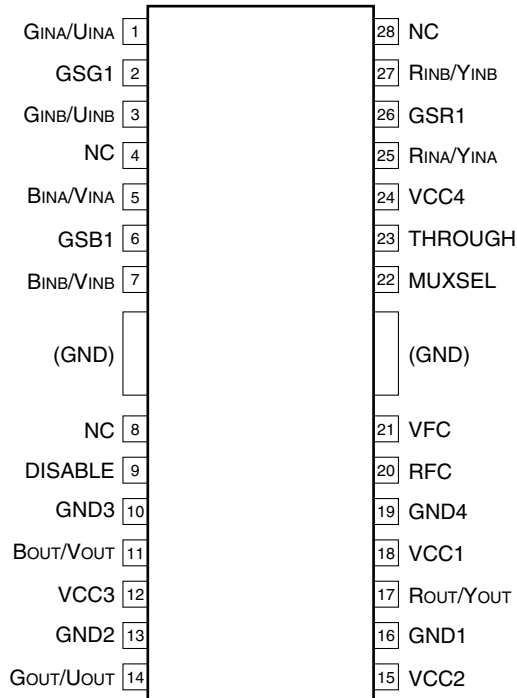 GINA/UINA 1 28 NC
GSG1 2 27 RINB/YINB
GINB/UINB 3 26 GSR1
NC 4 25 RINA/YINA
BINA/VINA 5 24 VCC4
GSB1 6 23 THROUGH
BINB/VINB 7 22 MUXSEL
(GND) (GND)
NC 8 21 VFC
DISABLE 9 20 RFC
GND3 10 19 GND4
BOUT/VOUT 11 18 VCC1
VCC3 12 17 ROUT/YOUT
GND2 13 16 GND1
GOUT/UOUT 14 15 VCC2